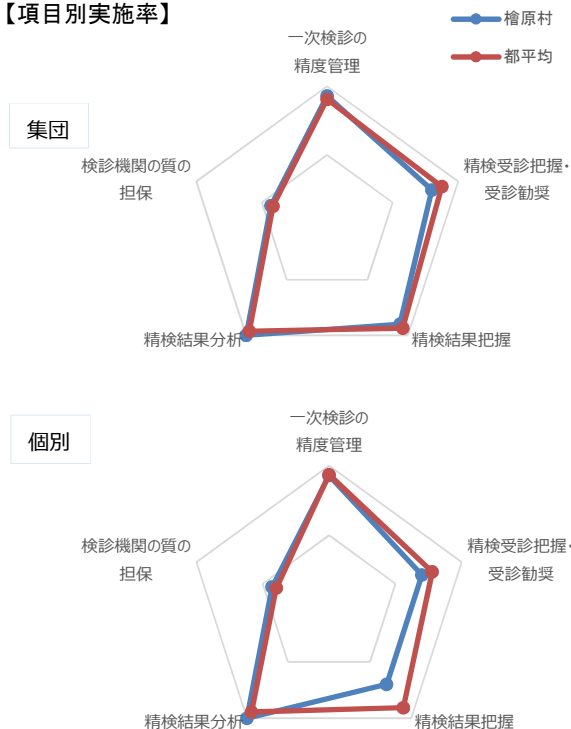 【項目別実施率】
檜原村
都平均
集団
一次検診の
精度管理
精検受診把握・
受診勧奨
検診機関の質の
担保
精検結果分析
精検結果把握
個別
一次検診の
精度管理
精検受診把握・
受診勧奨
検診機関の質の
担保
精検結果分析
精検結果把握